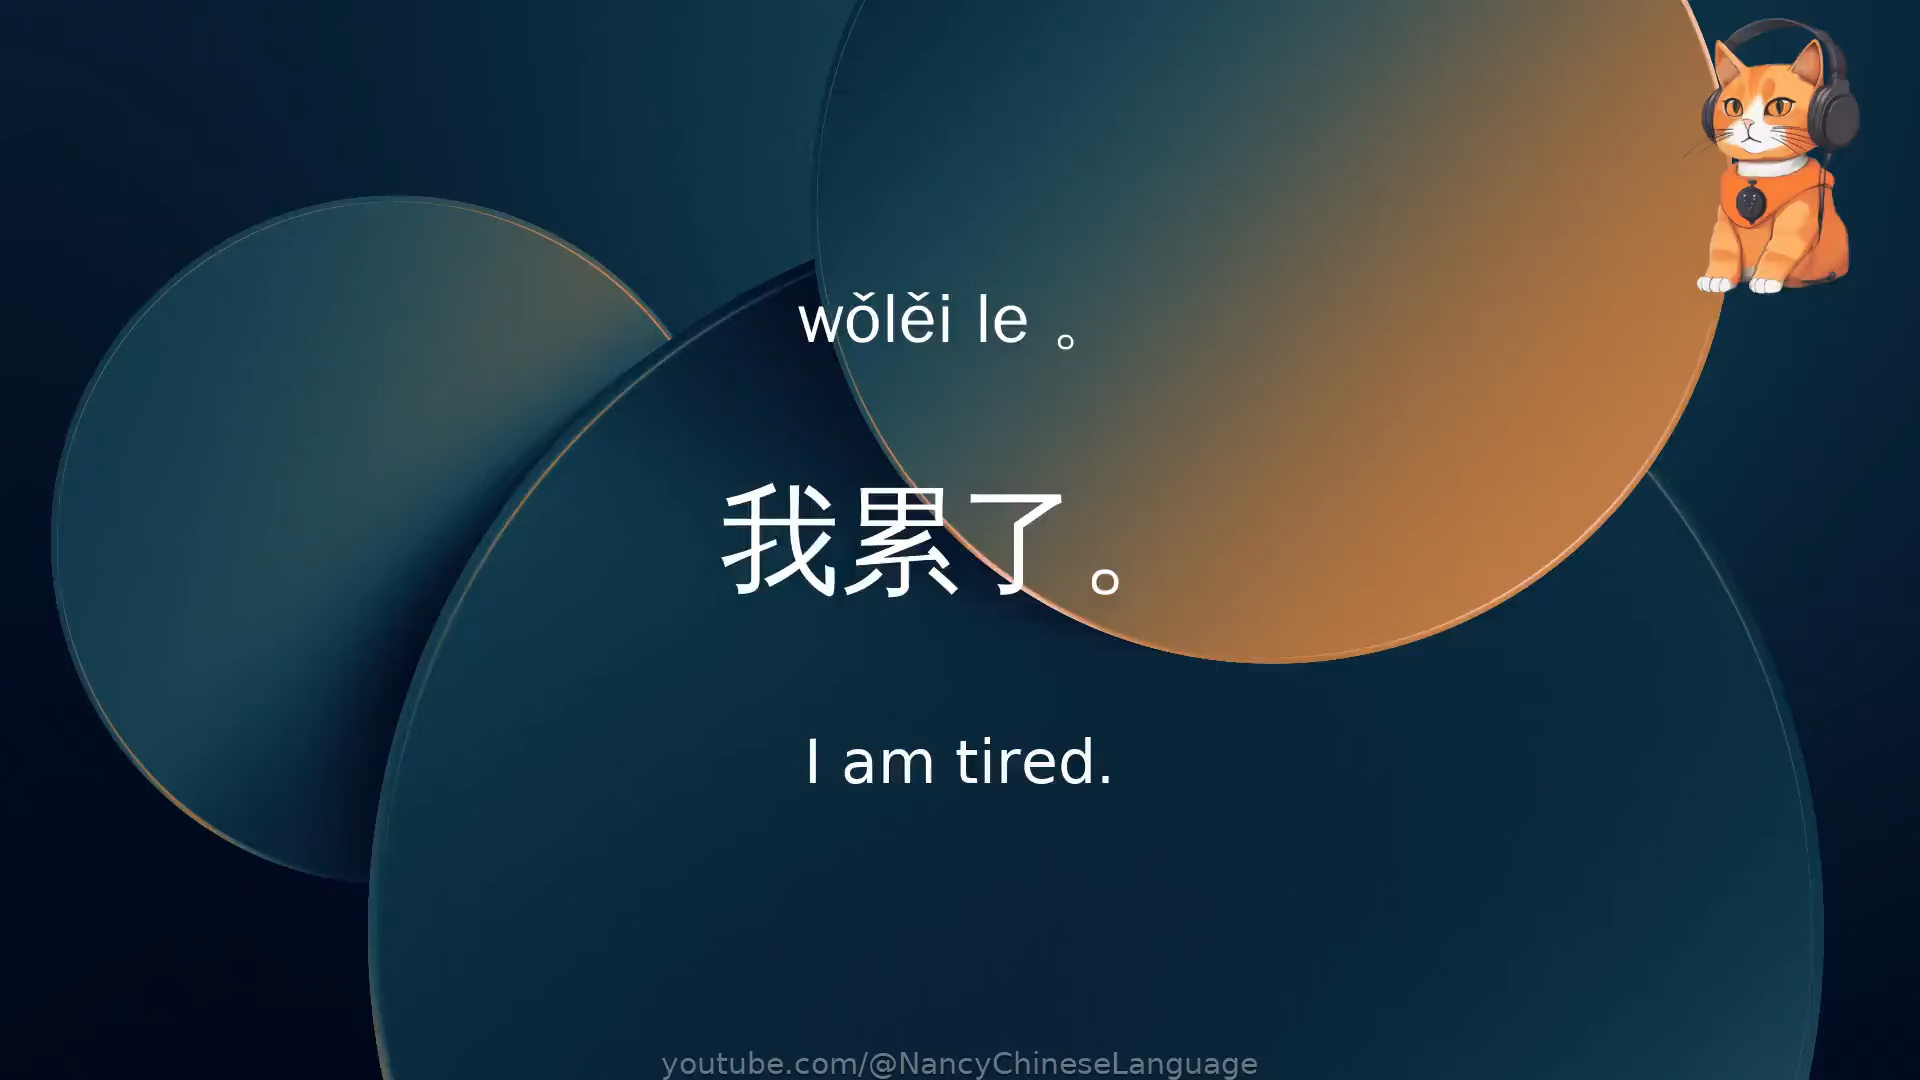 wǒlěi le 。
我累了。
I am tired.
youtube.com/@NancyChineseLanguage